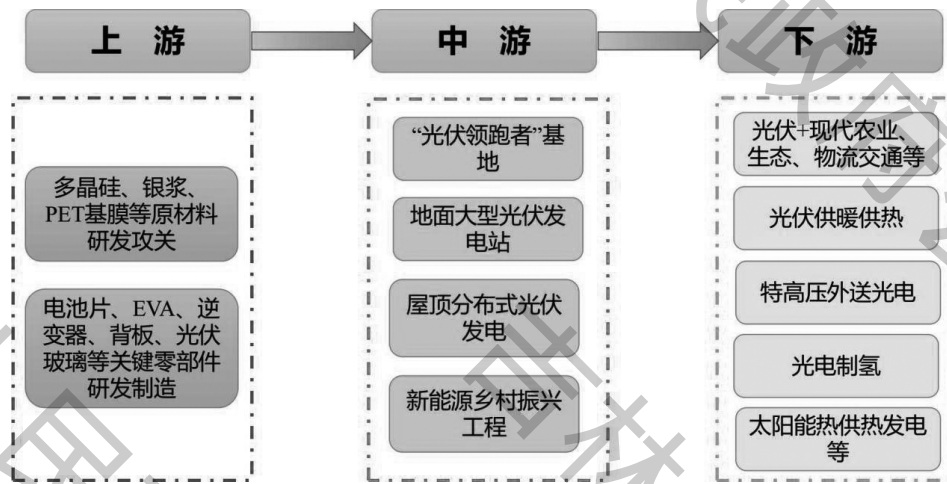 上 游
中 游
下 游
多晶硅、银浆、
PET基膜等原材料
研发攻关
电池片、EVA、逆
变器、背板、光伏
玻璃等关键零部件
研发制造
“光伏领跑者”基
地
地面大型光伏发
电站
屋顶分布式光伏
发电
新能源乡村振兴
工程
光伏+现代农业、
生态、物流交通等
光伏供暖供热
特高压外送光电
光电制氢
太阳能热供热发电
等